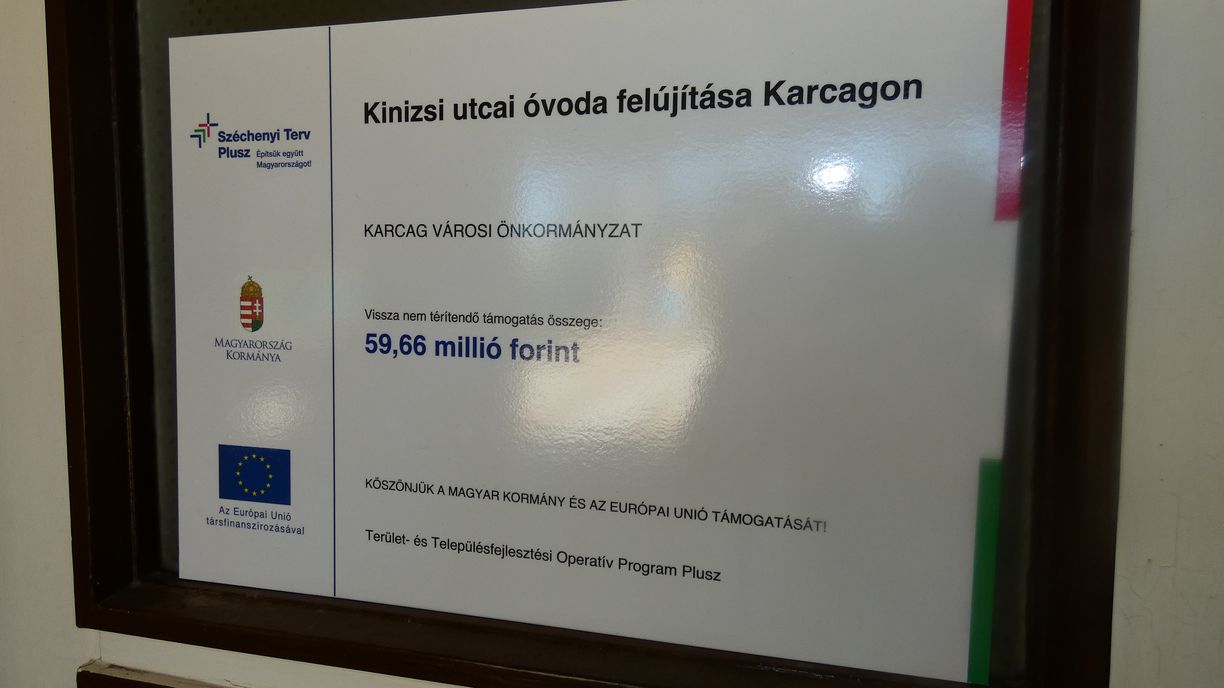 Kinizsi utcai óvoda felújítása Karcagon
Széchenyi Terv
Plusz Építsük együtt
Magyarországot!
KARCAG VÁROSI ÖNKORMÁNYZAT
Vissza nem térítendő támogatás összege:
59,66 millió forint
MAGYARORSZÁG
KORMÁNYA
Az Európai Unió
társfinanszírozásával
KÖSZÖNJÜK A MAGYAR KORMÁNY ÉS AZ EURÓPAI UNIÓ TÁMOGATÁSÁT!
Terület- és Településfejlesztési Operatív Program Plusz